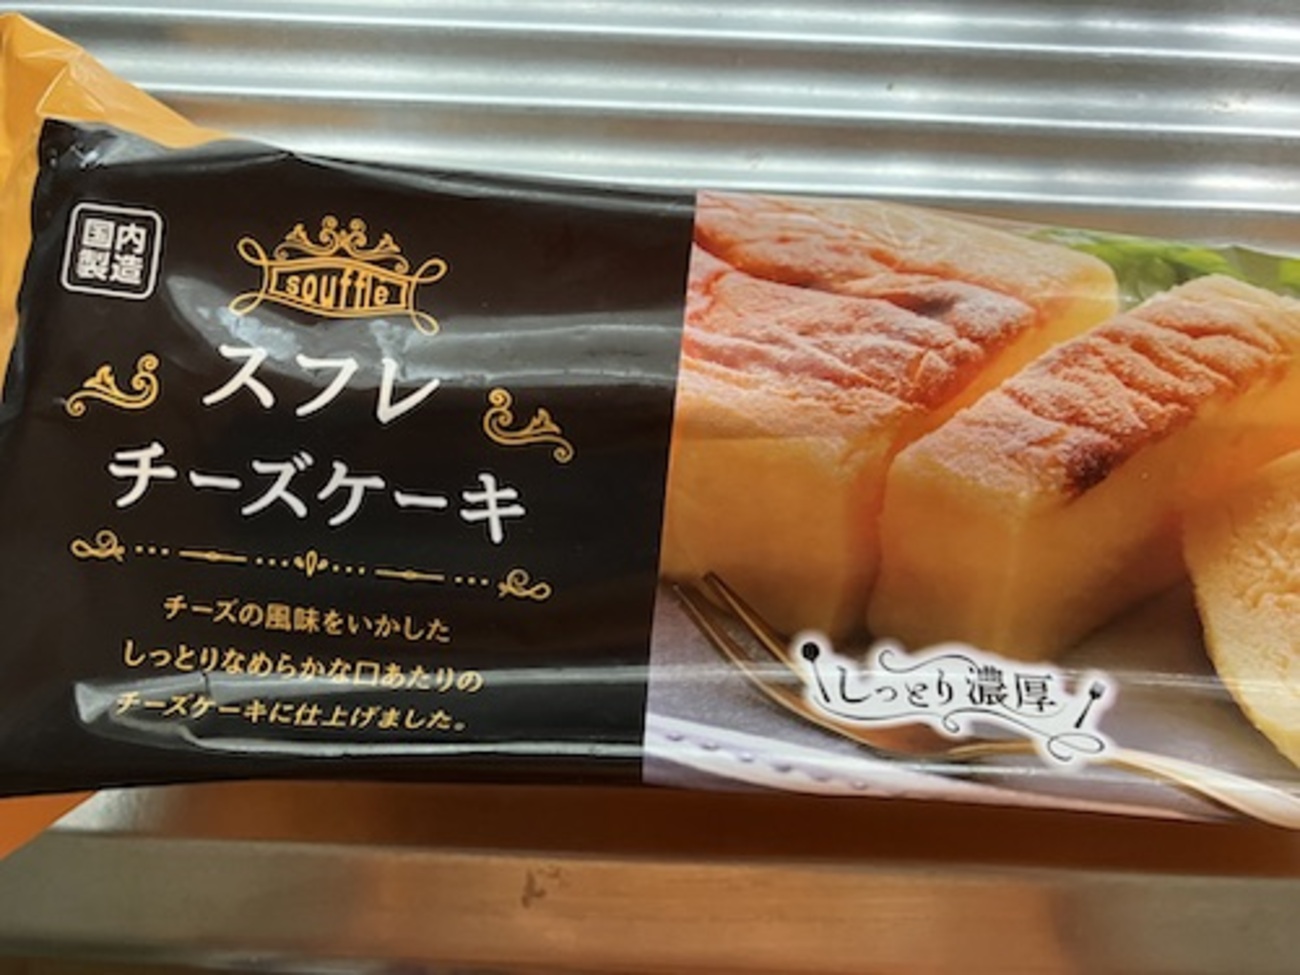 国内
製造
souffle
スフレ
チーズケーキ
チーズの風味をいかした
しっとりなめらかな口あたりの
チーズケーキに仕上げました。
しっとり濃厚